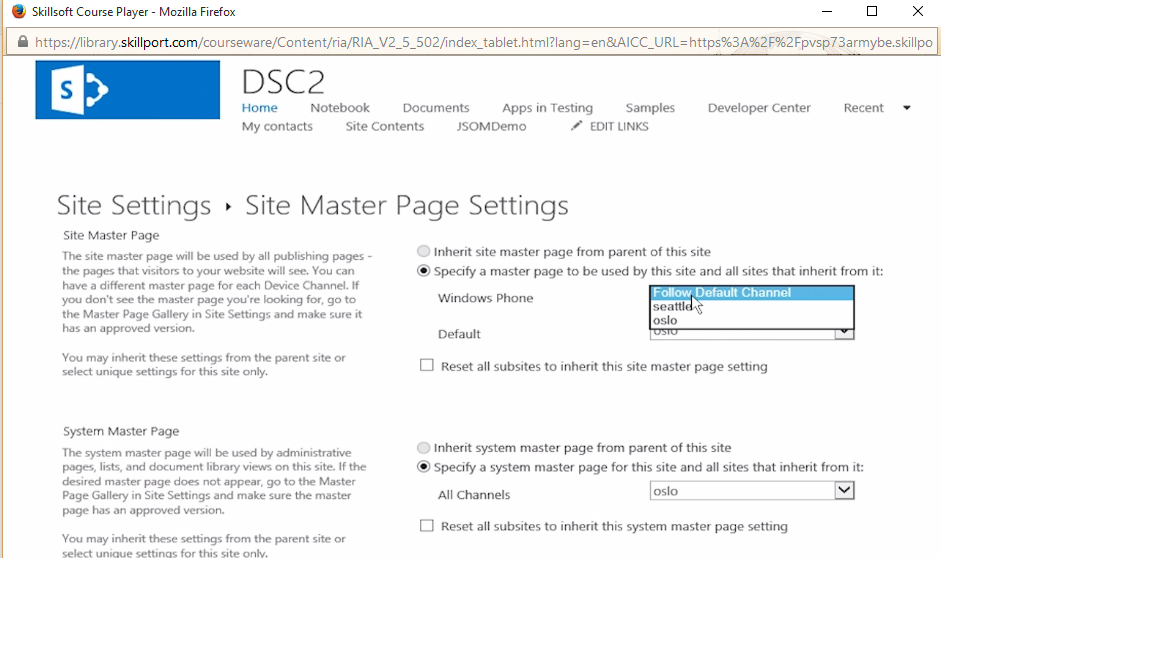 Skillsoft Course Player - Mozilla Firefox
https://library.skillport.com/courseware/Content/ria/RIA_V2_5_502/index_tablet.html?lang=en&AICC_URL=https%3A%2F%2Fpvsp73armybe.skillpo
S
DSC2
Home Notebook Documents Apps in Testing Samples Developer Center Recent
My contacts Site Contents JSOMDemo EDIT LINKS
Site Settings Site Master Page Settings
Site Master Page
The site master page will be used by all publishing pages -
the pages that visitors to your website will see. You can
have a different master page for each Device Channel. If
you don't see the master page you're looking for, go to
the Master Page Gallery in Site Settings and make sure it
has an approved version.
You may inherit these settings from the parent site or
select unique settings for this site only.
Inherit site master page from parent of this site
Specify a master page to be used by this site and all sites that inherit from it:
Windows Phone
Follow Default Channel
seattle
oslo
Default
oslo
Reset all subsites to inherit this site master page setting
System Master Page
The system master page will be used by administrative
pages, lists, and document library views on this site. If the
desired master page does not appear, go to the Master
Page Gallery in Site Settings and make sure the master
page has an approved version.
You may inherit these settings from the parent site or
select unique settings for this site only.
Inherit system master page from parent of this site
Specify a system master page for this site and all sites that inherit from it:
All Channels
oslo
Reset all subsites to inherit this system master page setting